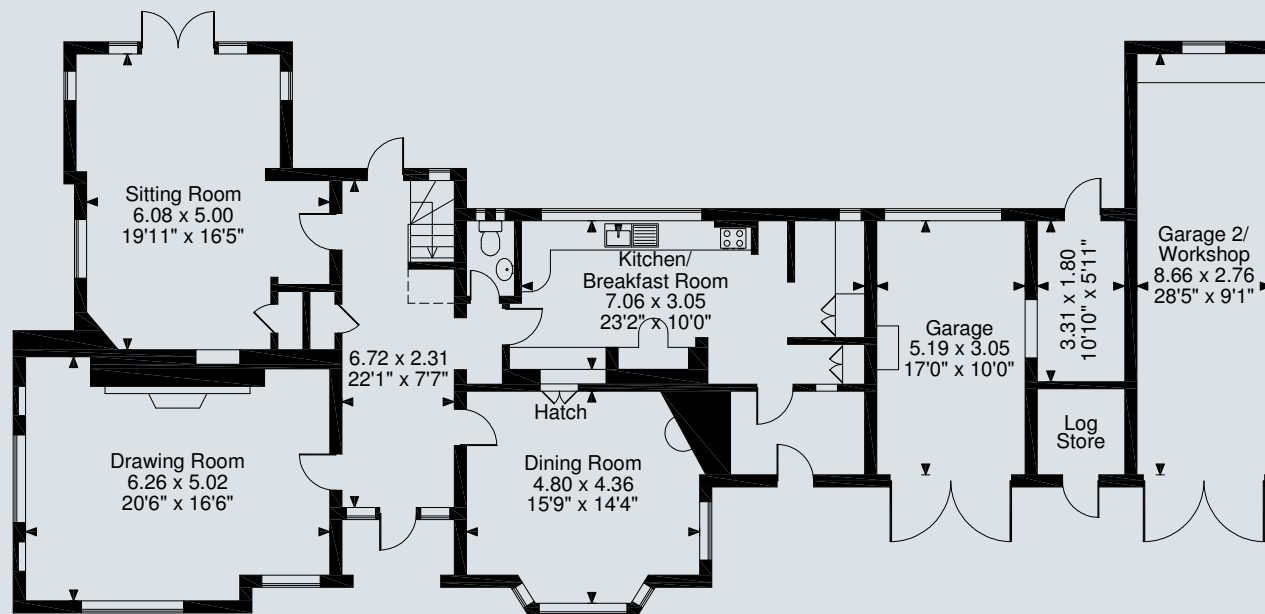 Sitting Room
6.08 x 5.00
19'11" x 16'5"
Kitchen/
Breakfast Room
7.06 x 3.05
23'2" x 10'0"
Garage 2/
Workshop
8.66 x 2.76
28'5" x 9'1"
3.31 x 1.80
10'10" x 5'11"
Garage
5.19 x 3.05
17'0" x 10'0"
6.72 x 2.31
22'1" x 7'7"
Hatch
Log
Store
Drawing Room
6.26 x 5.02
20'6" x 16'6"
Dining Room
4.80 x 4.36
15'9" x 14'4"